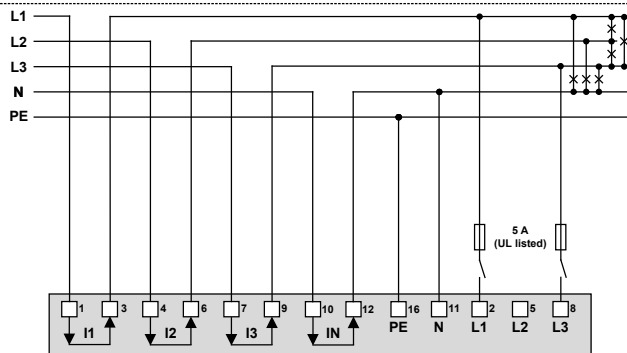 L1
L2
L3
N
PE
5 A
(UL listed)
1 3 4 6 7 9 10 12 16 11 2 5 8
I1 I2 I3 IN PE N L1 L2 L3